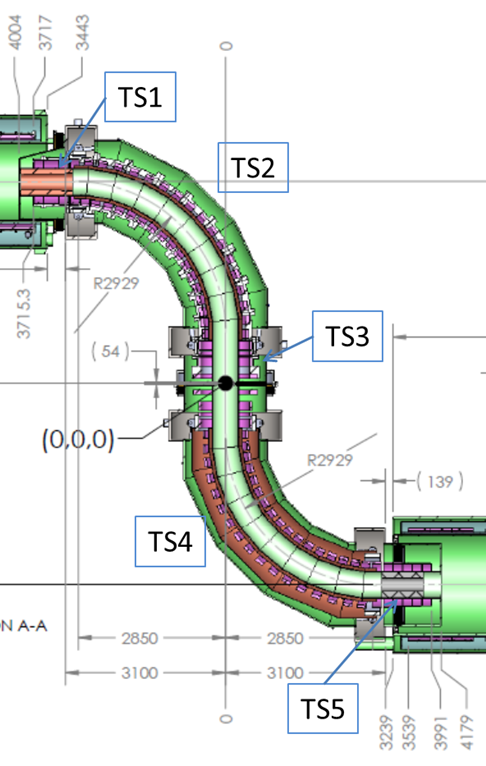 4004
3717
3443
0
TS1
TS2
3715.3
R2929
(54)
TS3
(0,0,0)
R2929
(139)
TS4
ON A-A
2850
2850
3100
3100
TS5
0
3239
3539
3991
4179